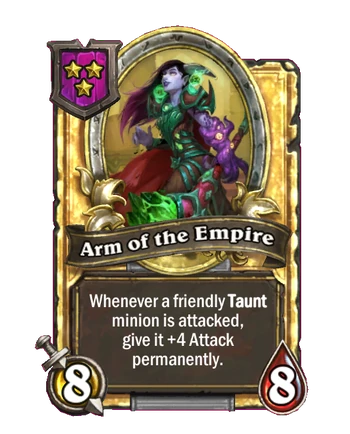 Arm of the Empire
Whenever a friendly Taunt
minion is attacked,
give it +4 Attack
permanently.
8
8